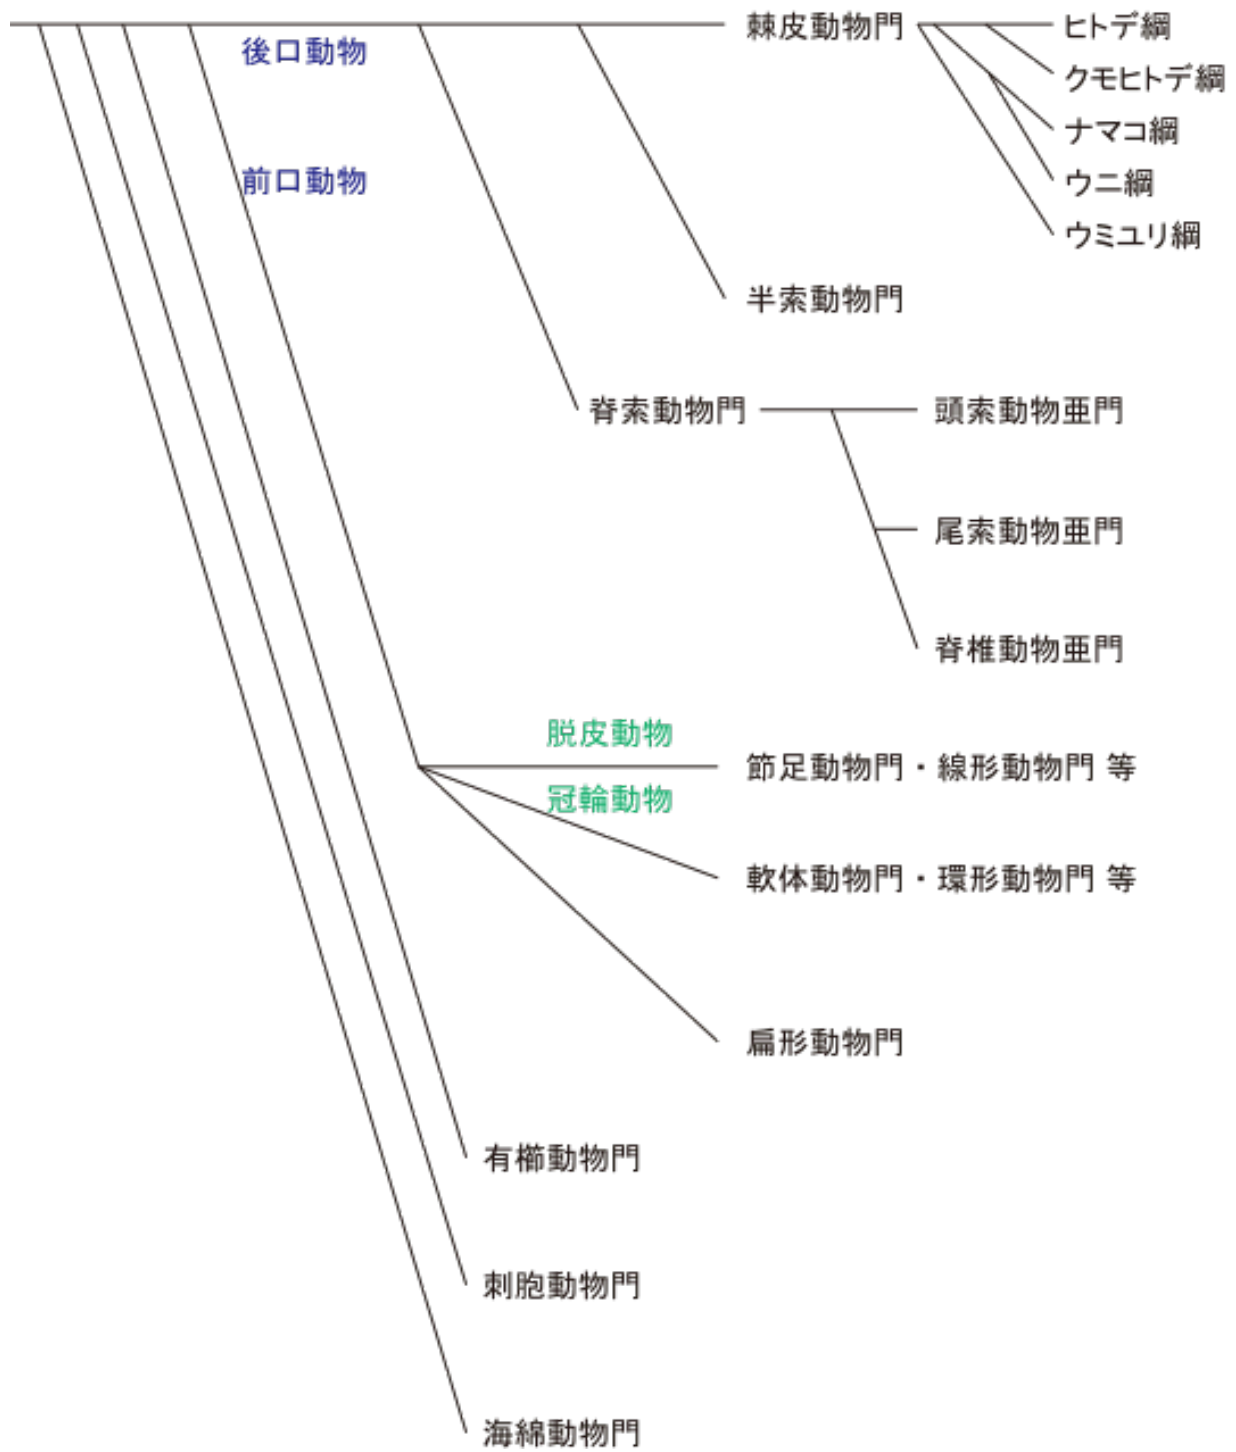 棘皮動物門
ヒトデ綱
後口動物
クモヒトデ綱
ナマコ綱
前口動物
ウニ綱
ウミユリ綱
半索動物門
脊索動物門
頭索動物亜門
尾索動物亜門
脊椎動物亜門
脱皮動物
節足動物門・線形動物門 等
冠輪動物
軟体動物門・環形動物門 等
扁形動物門
有櫛動物門
刺胞動物門
海綿動物門